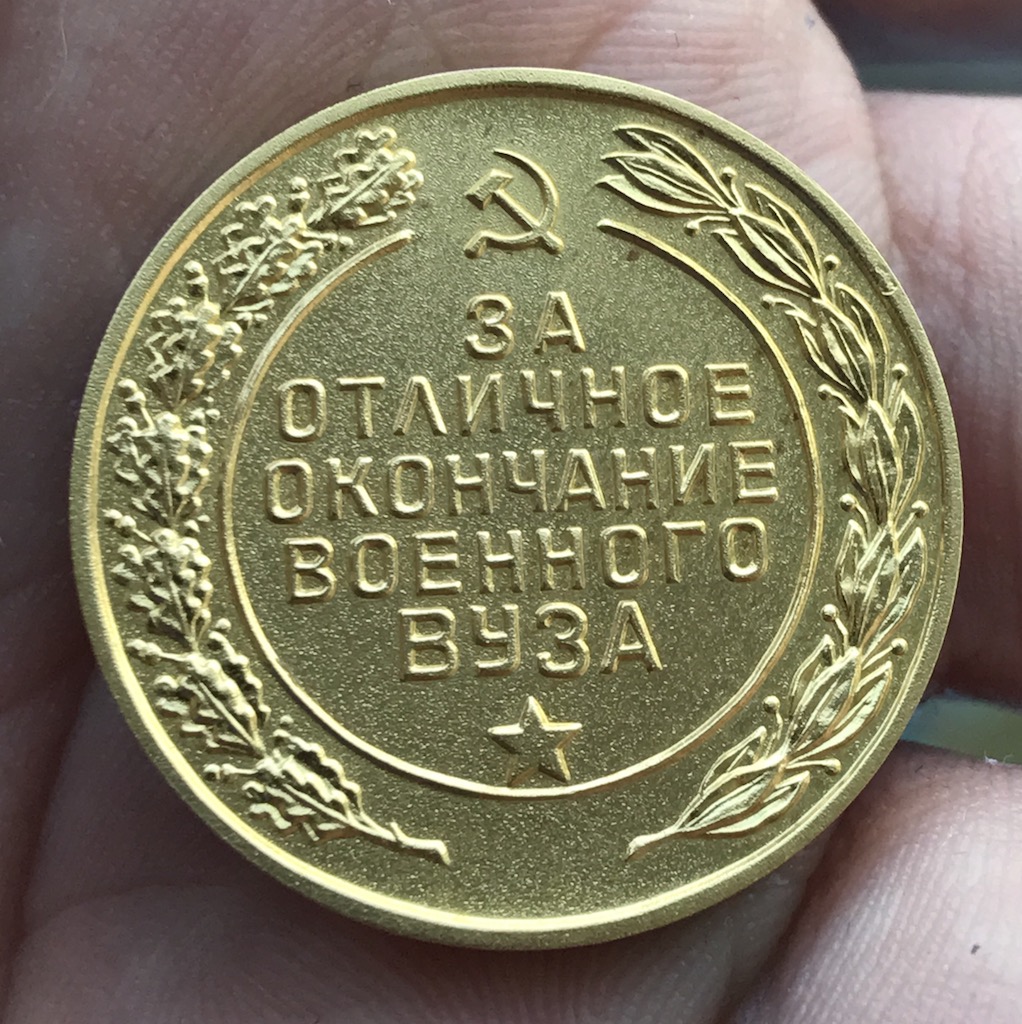 ЗА
ОТЛИЧНОЕ
ОКОНЧАНИЕ
ВОЕННОГО
ВУЗА